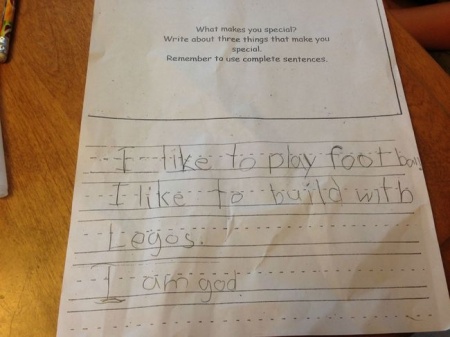 What makes you special?
Write about three things that make you
special.
Remember to use complete sentences.
I like to play football
I like to build with
Legos.
I am god